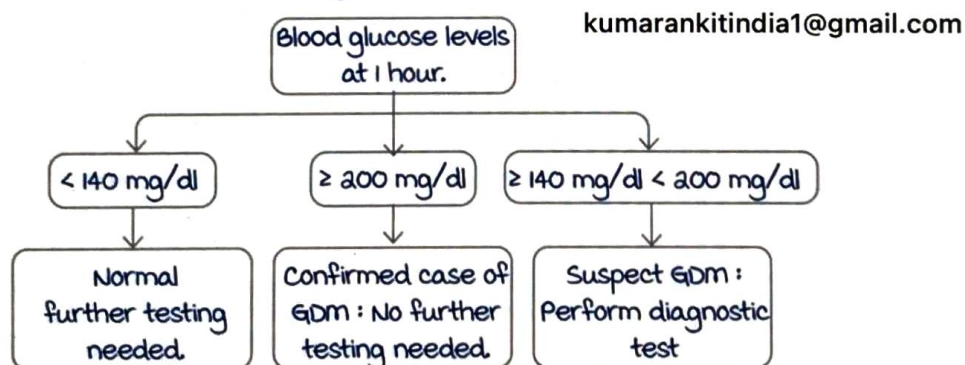 kumarankitindia1@gmail.com
Blood glucose levels
at 1 hour.
< 140 mg/dl
≥ 200 mg/dl
≥ 140 mg/dl < 200 mg/dl
Normal
further testing
needed.
Confirmed case of
GDM : No further
testing needed.
Suspect GDM :
Perform diagnostic
test